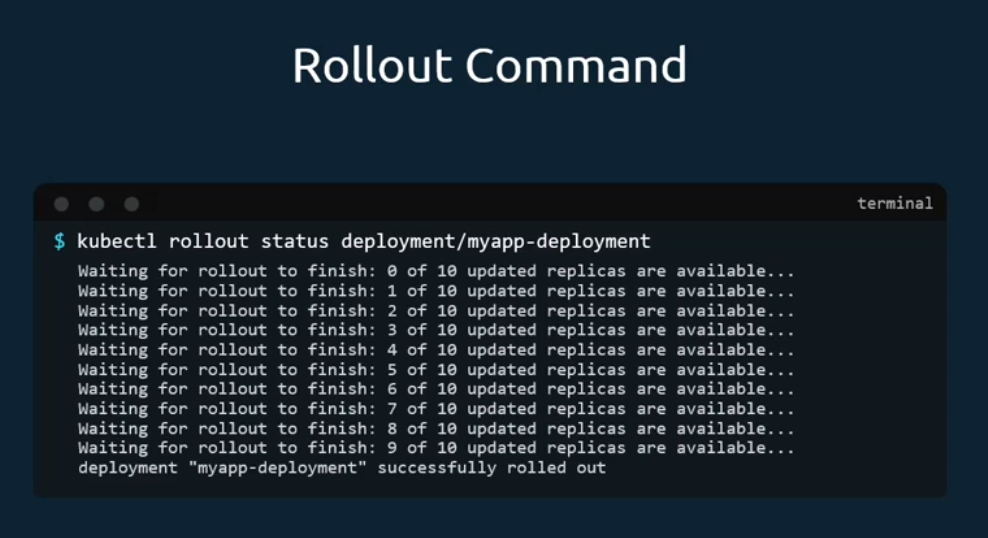 Rollout Command
terminal
$ kubectl rollout status deployment/myapp-deployment
Waiting for rollout to finish: 0 of 10 updated replicas are available...
Waiting for rollout to finish: 1 of 10 updated replicas are available...
Waiting for rollout to finish: 2 of 10 updated replicas are available...
Waiting for rollout to finish: 3 of 10 updated replicas are available...
Waiting for rollout to finish: 4 of 10 updated replicas are available...
Waiting for rollout to finish: 5 of 10 updated replicas are available...
Waiting for rollout to finish: 6 of 10 updated replicas are available...
Waiting for rollout to finish: 7 of 10 updated replicas are available...
Waiting for rollout to finish: 8 of 10 updated replicas are available...
Waiting for rollout to finish: 9 of 10 updated replicas are available...
deployment "myapp-deployment" successfully rolled out